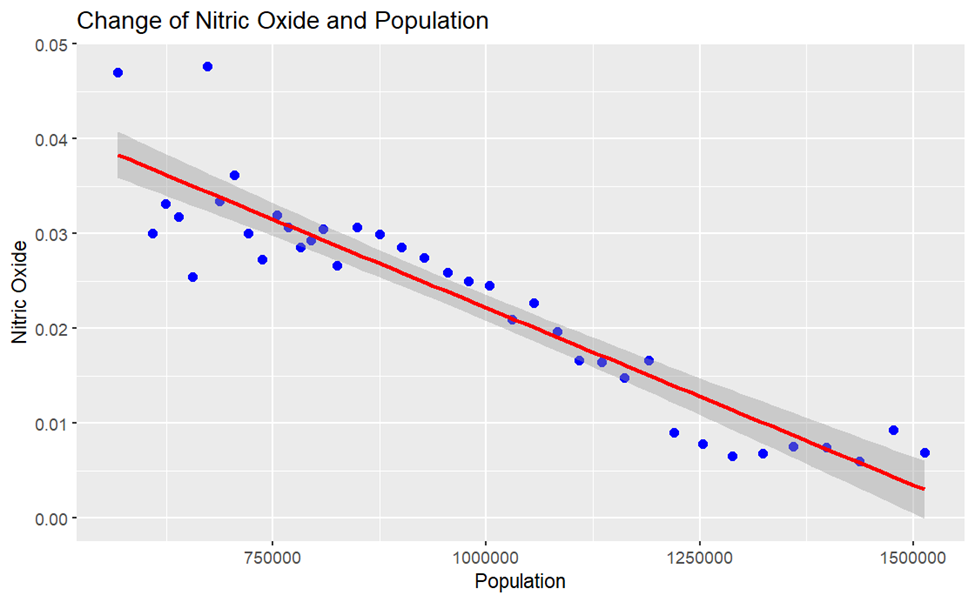 Change of Nitric Oxide and Population
0.05
0.04
0.03
0.02
0.01
0.00
Nitric Oxide
750000 1000000 1250000 1500000
Population